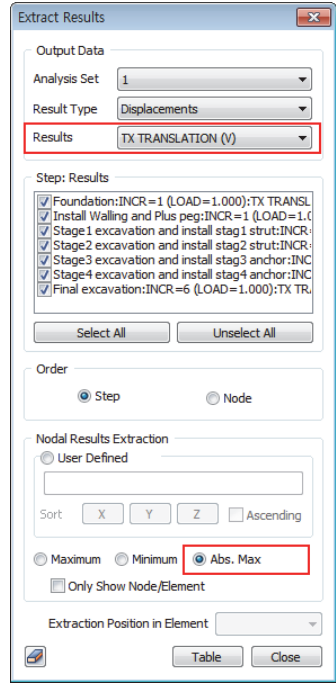 Extract Results
Output Data
Analysis Set 1
Result Type Displacements
Results TX TRANSLATION (V)
Step: Results
Foundation:INCR=1 (LOAD=1.000):TX TRANSL
Install Walling and Plus peg:INCR=1 (LOAD=1.0
Stage1 excavation and install stag1 strut:INCR
Stage2 excavation and install stag2 strut:INCR
Stage3 excavation and install stag3 anchor:INC
Stage4 excavation and install stag4 anchor:INC
Final excavation:INCR=6 (LOAD=1.000):TX TR
Select All Unselect All
Order
Step Node
Nodal Results Extraction
User Defined
Sort X Y Z Ascending
Maximum Minimum Abs. Max
Only Show Node/Element
Extraction Position in Element
Table Close